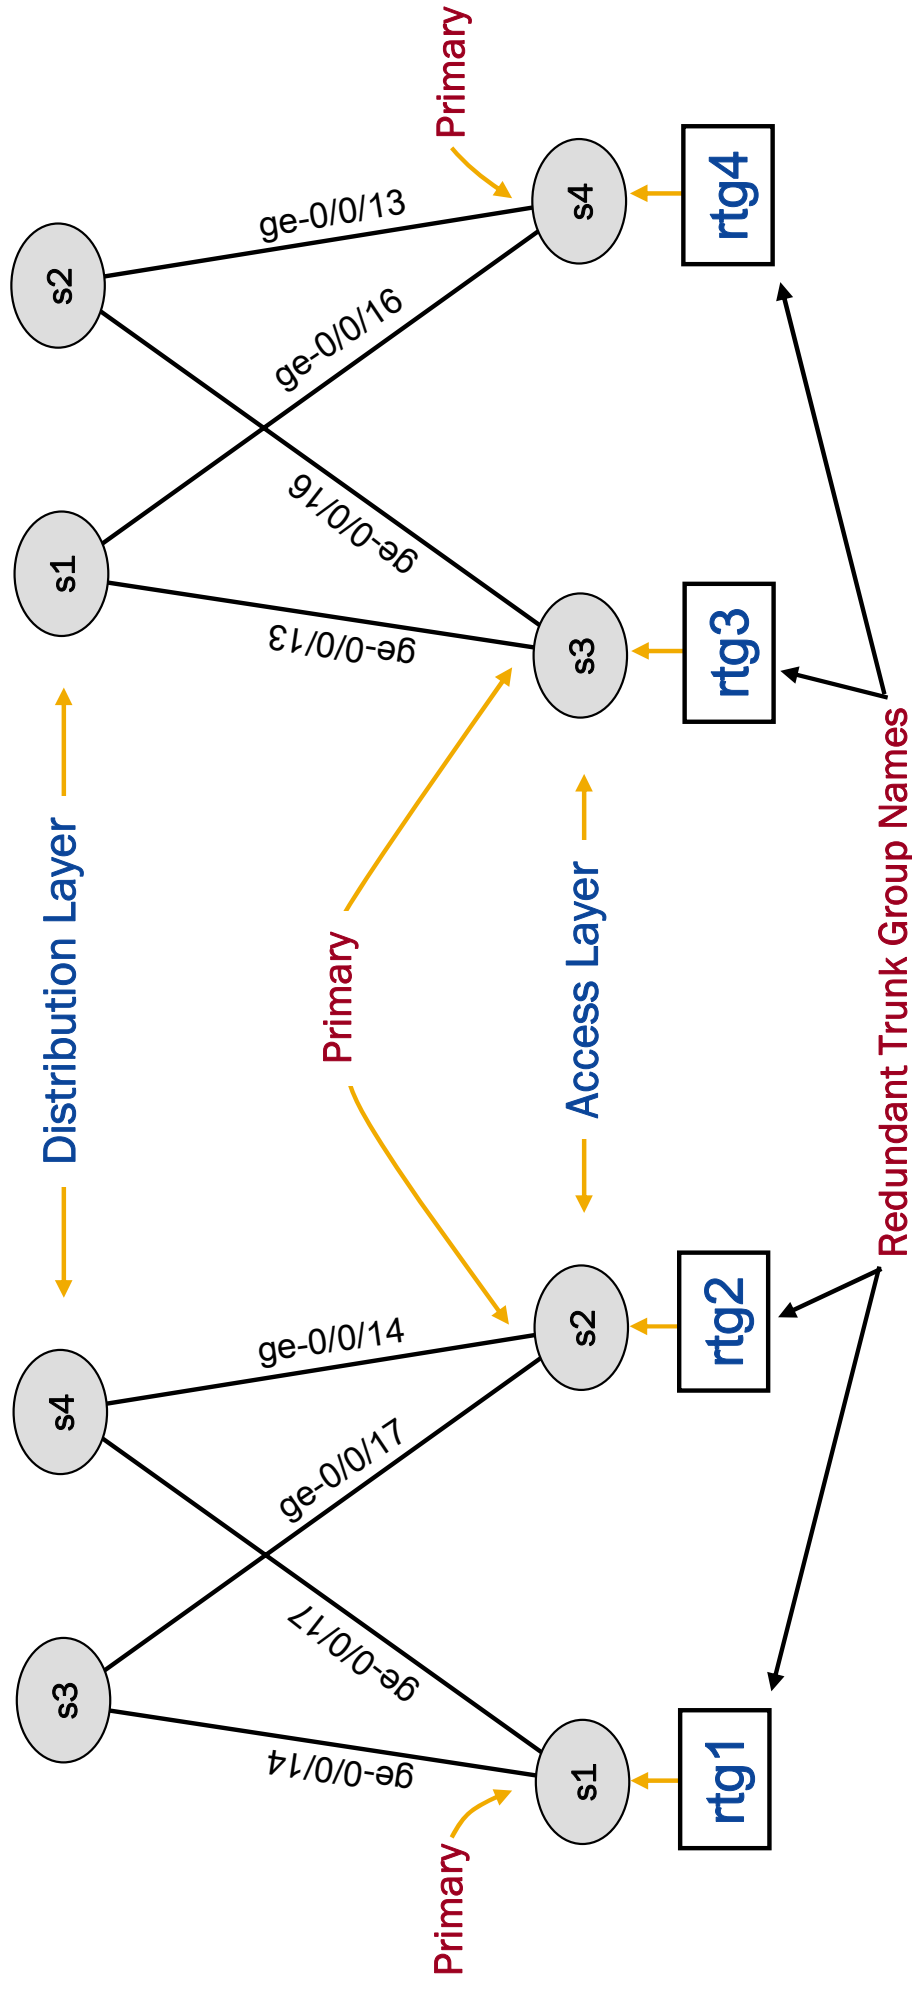 s3
s4
Distribution Layer
s1
s2
ge-0/0/14
ge-0/0/17
ge-0/0/17
ge-0/0/14
ge-0/0/13
ge-0/0/16
ge-0/0/16
ge-0/0/13
Primary
Primary
Primary
s1
s2
Access Layer
s3
s4
rtg1
rtg2
rtg3
rtg4
Redundant Trunk Group Names